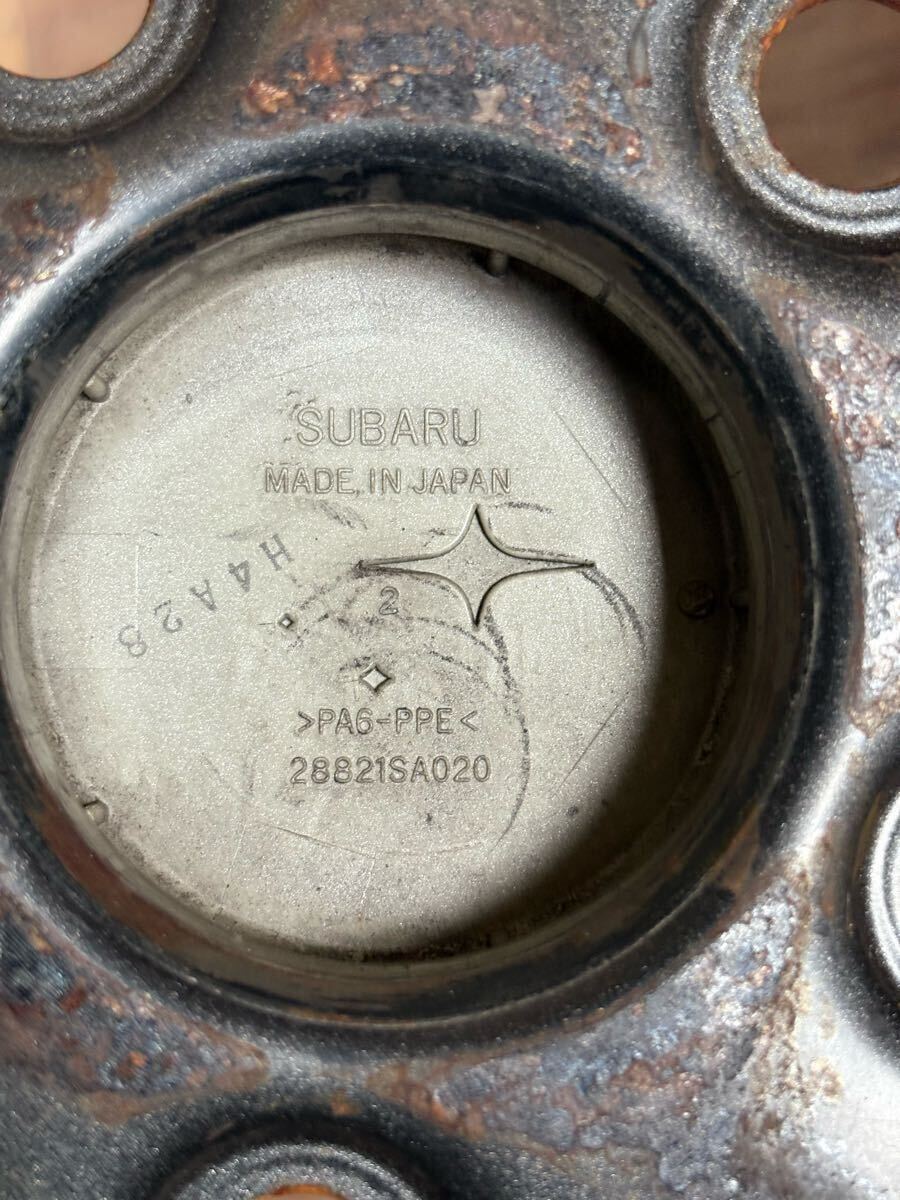 SUBARU
MADE IN JAPAN
H4A28
2
>PA6-PPE<
28821SA020